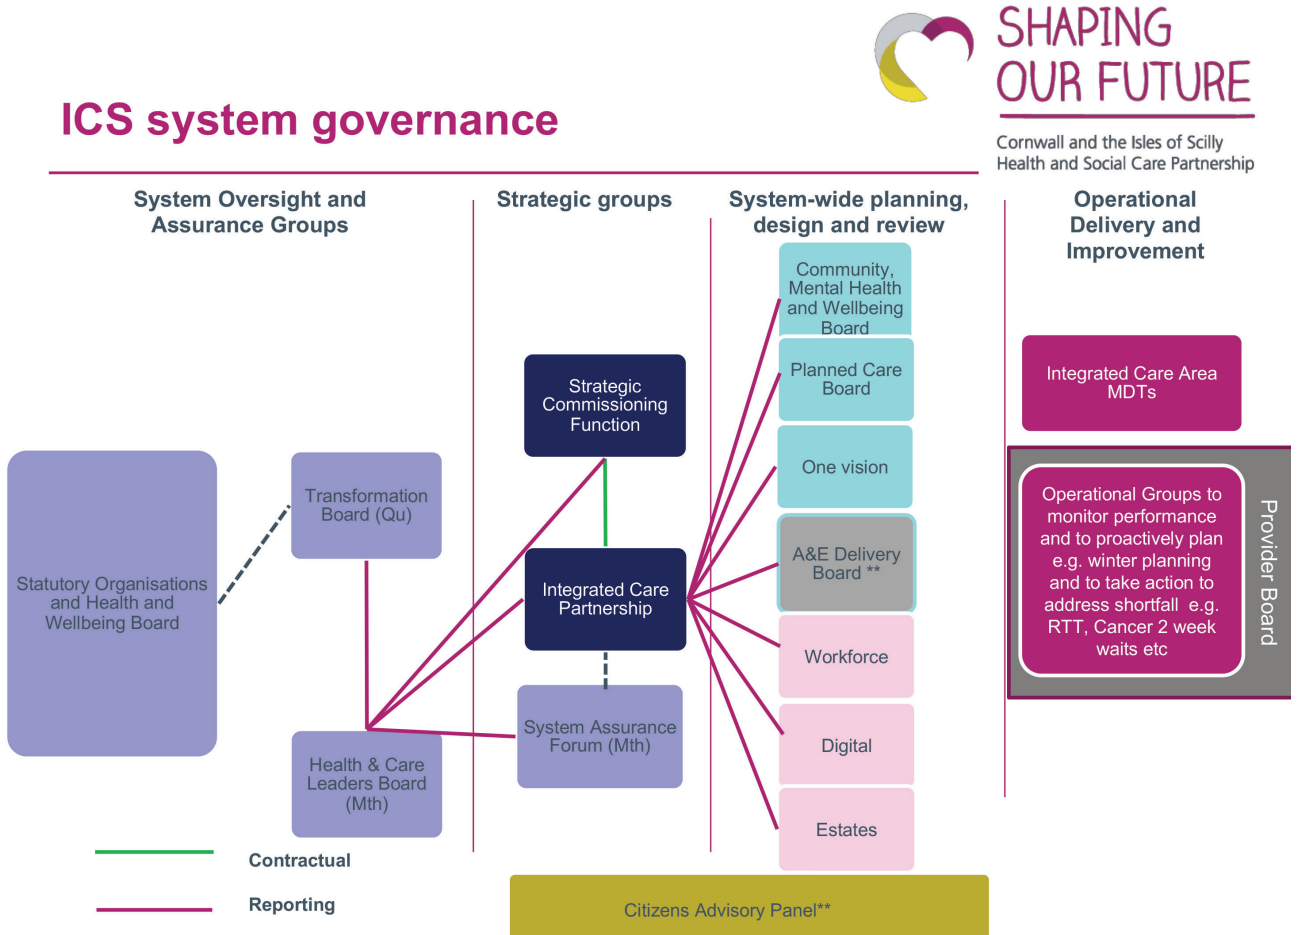 SHAPING
OUR FUTURE
Cornwall and the Isles of Scilly
Health and Social Care Partnership
ICS system governance
System Oversight and
Assurance Groups
Strategic groups
System-wide planning,
design and review
Operational
Delivery and
Improvement
Statutory Organisations
and Health and
Wellbeing Board
Transformation
Board (Qu)
Health & Care
Leaders Board
(Mth)
Strategic
Commissioning
Function
Integrated Care
Partnership
System Assurance
Forum (Mth)
Community,
Mental Health
and Wellbeing
Board
Planned Care
Board
One vision
A&E Delivery
Board **
Workforce
Digital
Estates
Integrated Care Area
MDTs
Operational Groups to
monitor performance
and to proactively plan
e.g. winter planning
and to take action to
address shortfall e.g.
RTT, Cancer 2 week
waits etc
Provider Board
Contractual
Reporting
Citizens Advisory Panel**